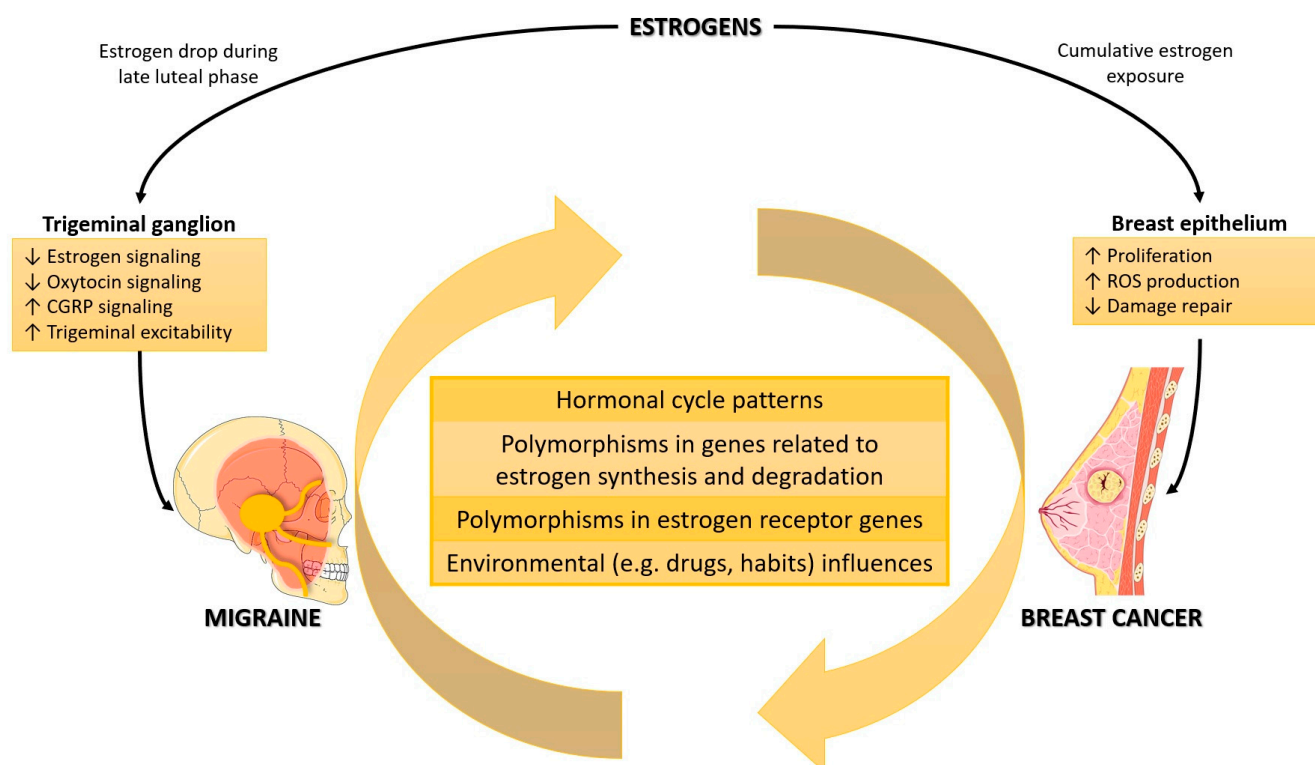 ESTROGENS
Estrogen drop during
late luteal phase
Cumulative estrogen
exposure
Trigeminal ganglion
↓ Estrogen signaling
↓ Oxytocin signaling
↑ CGRP signaling
↑ Trigeminal excitability
Breast epithelium
↑ Proliferation
↑ ROS production
↓ Damage repair
Hormonal cycle patterns
Polymorphisms in genes related to
estrogen synthesis and degradation
Polymorphisms in estrogen receptor genes
Environmental (e.g. drugs, habits) influences
MIGRAINE
BREAST CANCER